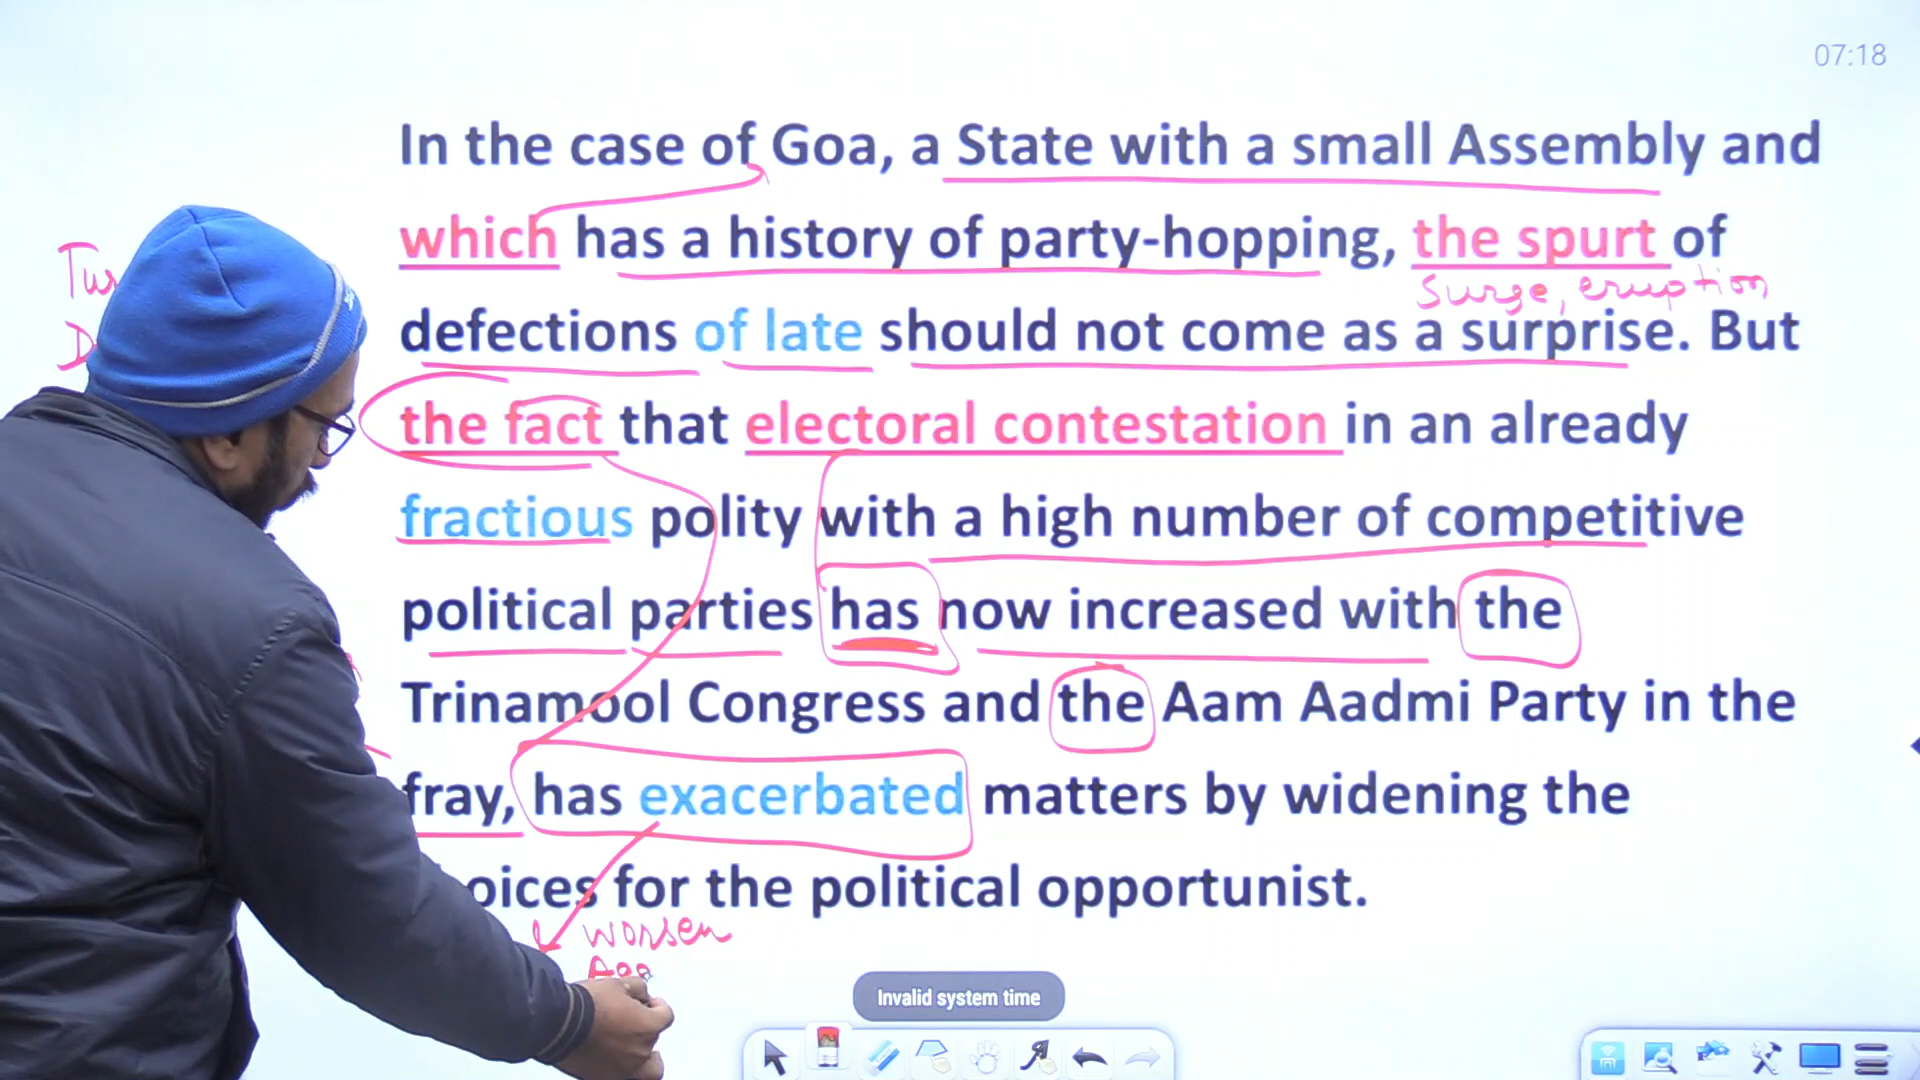 07:18
In the case of Goa, a State with a small Assembly and
which has a history of party-hopping, the spurt of
surge, eruption
defections of late should not come as a surprise. But
the fact that electoral contestation in an already
fractious polity with a high number of competitive
political parties has now increased with the
Trinamool Congress and the Aam Aadmi Party in the
fray, has exacerbated matters by widening the
for the political opportunist.
worsen
Invalid system time